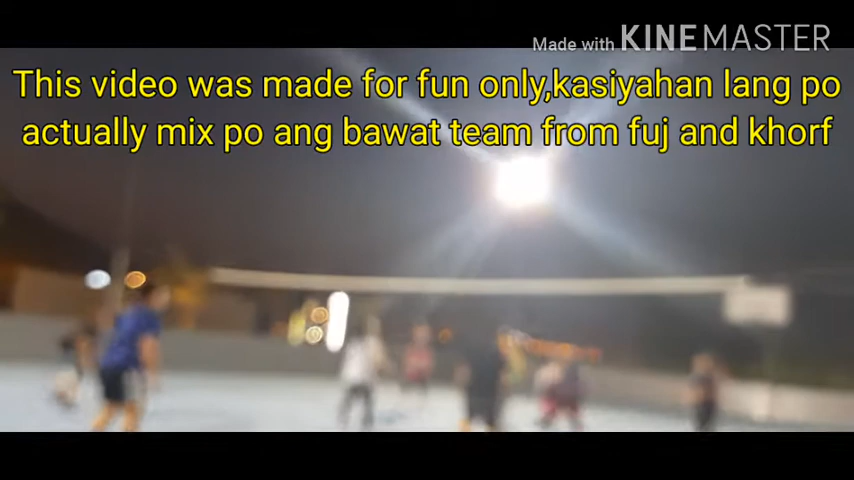 Made with KINEMASTER
This video was made for fun only,kasiyahan lang po
actually mix po ang bawat team from fuj and khorf